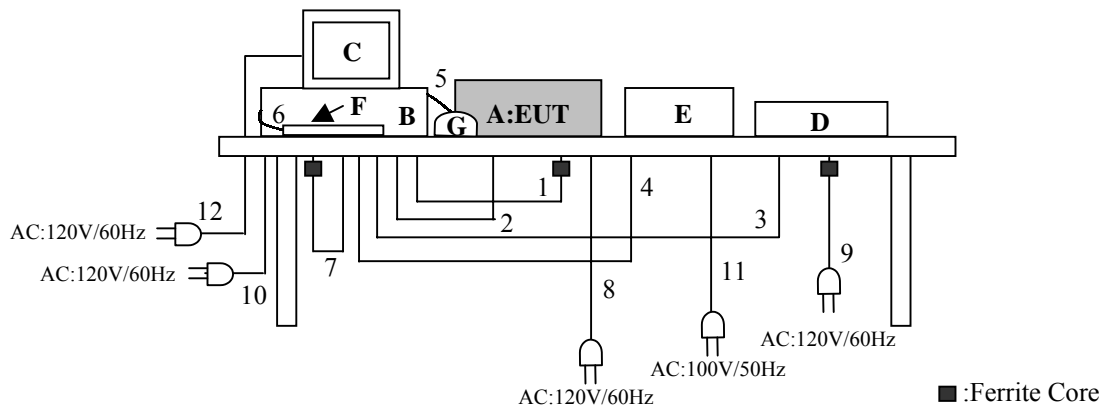 C
5
6 F B G A:EUT E D
1 4
2 3
12
AC:120V/60Hz
7 8 11 9
AC:120V/60Hz
10
AC:120V/60Hz
AC:100V/50Hz
AC:120V/60Hz
:Ferrite Core